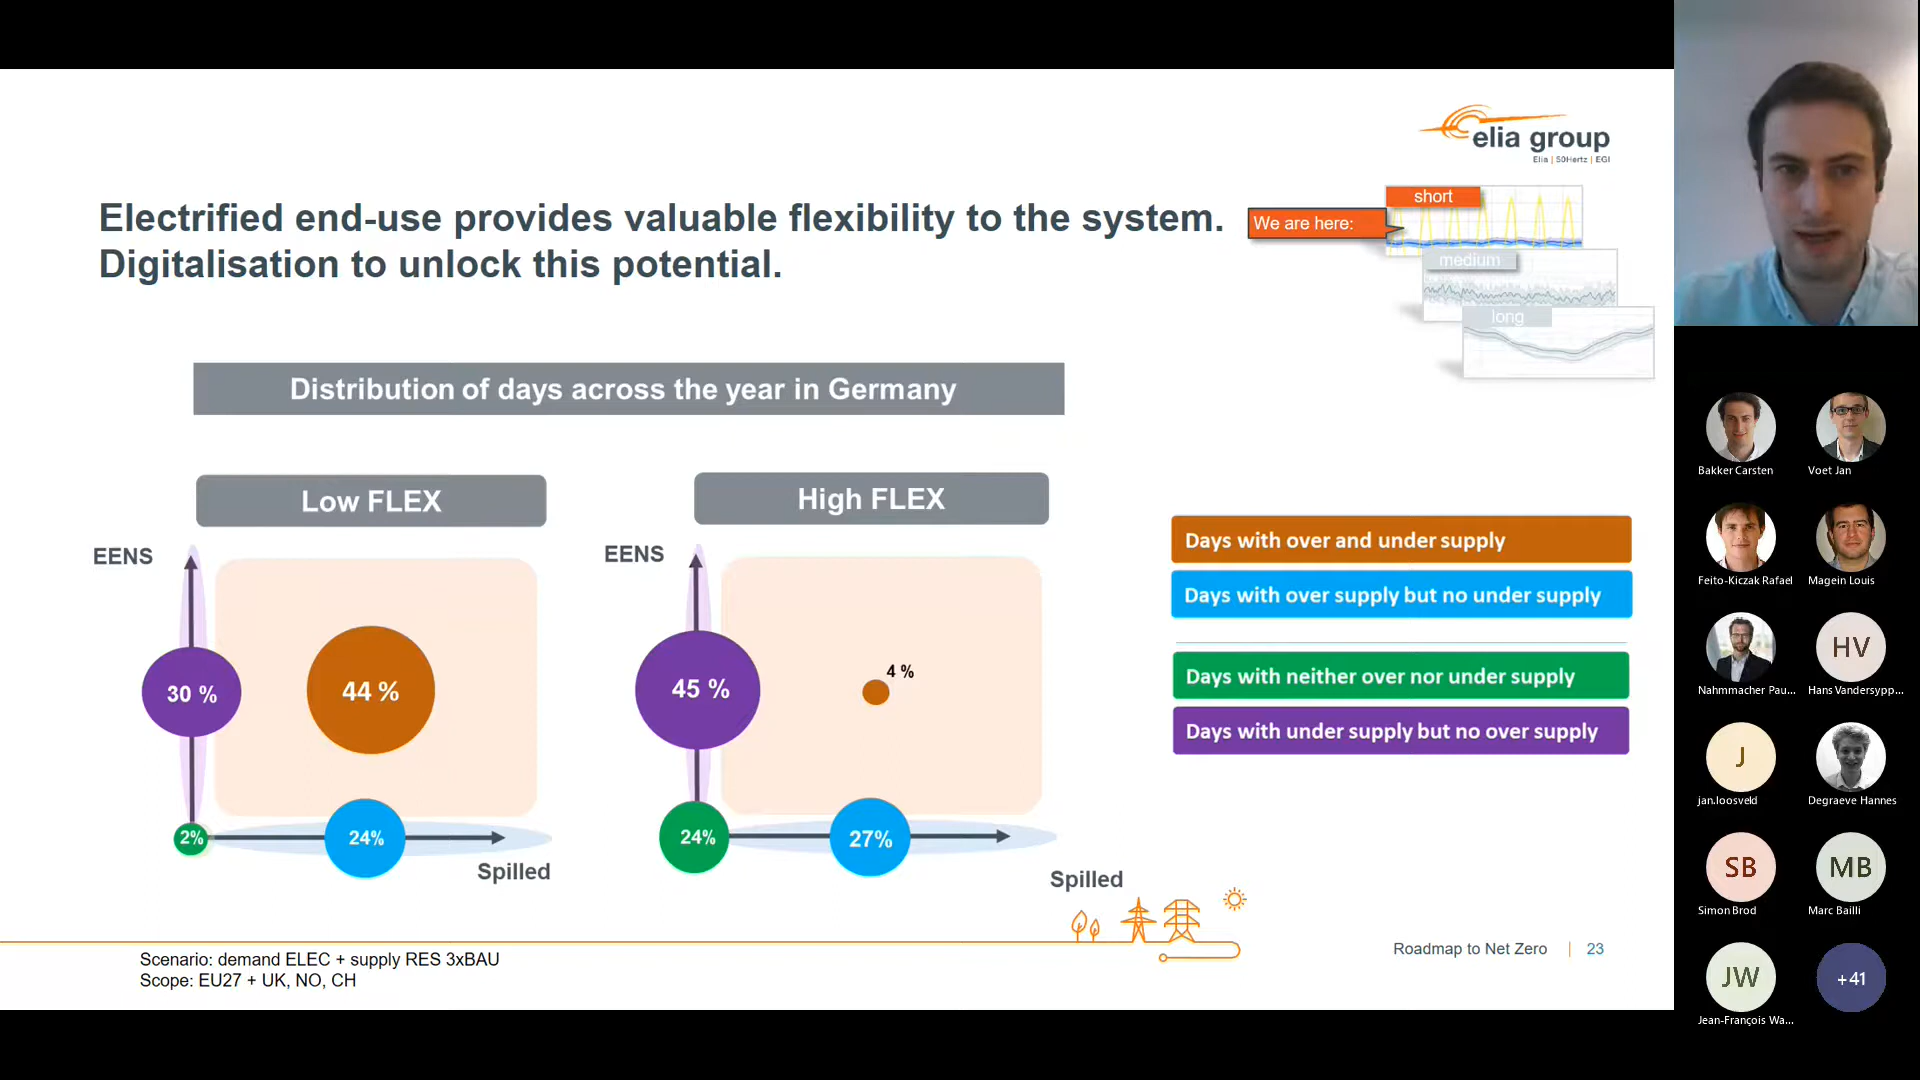 elia group
Elia | 50Hertz | EGI
Electrified end-use provides valuable flexibility to the system.
Digitalisation to unlock this potential.
We are here:
short
medium
long
Distribution of days across the year in Germany
Low FLEX
High FLEX
EENS
30 %
44 %
2%
24%
Spilled
EENS
45 %
4 %
24%
27%
Spilled
Days with over and under supply
Days with over supply but no under supply
Days with neither over nor under supply
Days with under supply but no over supply
Scenario: demand ELEC + supply RES 3xBAU
Scope: EU27 + UK, NO, CH
Roadmap to Net Zero | 23
Bakker Carsten
Voet Jan
Feito-Kiczak Rafael
Magein Louis
Nahmmacher Pau...
HV
Hans Vandersypp...
J
jan.loosveld
Degraeve Hannes
SB
Simon Brod
MB
Marc Bailli
JW
Jean-François Wa...
+41